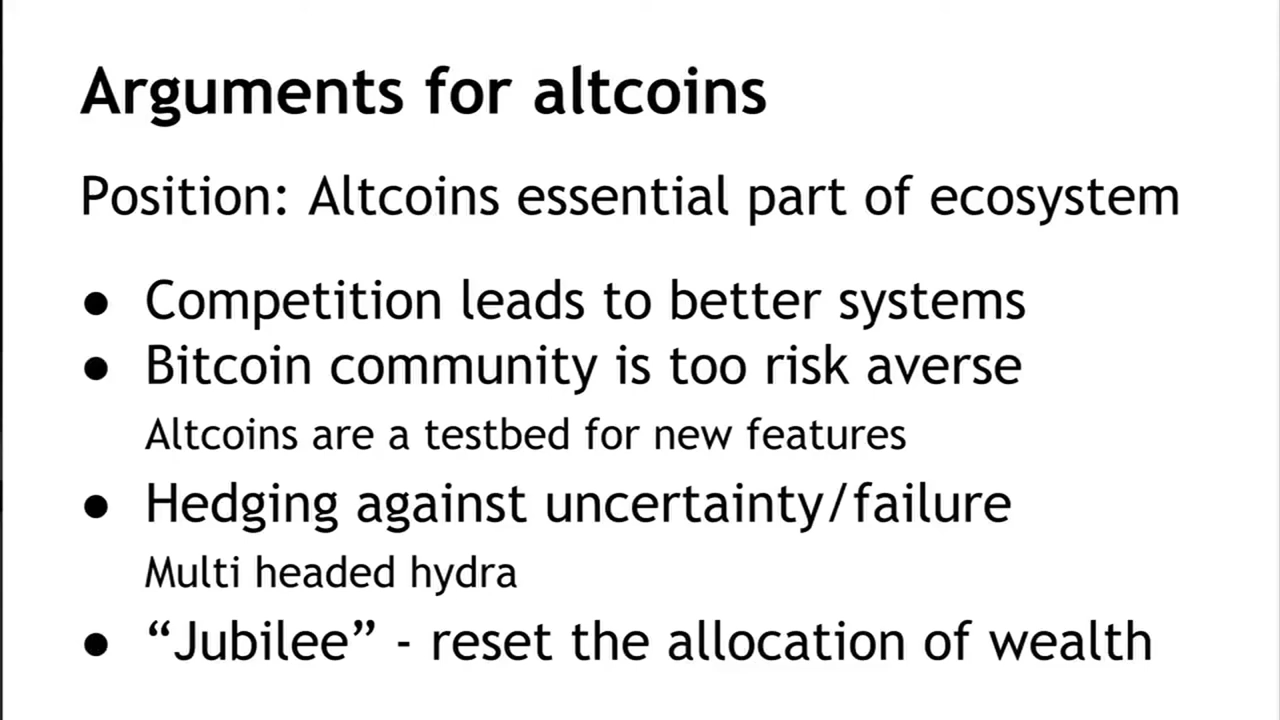 Arguments for altcoins
Position: Altcoins essential part of ecosystem
● Competition leads to better systems
● Bitcoin community is too risk averse
Altcoins are a testbed for new features
● Hedging against uncertainty/failure
Multi headed hydra
● “Jubilee” - reset the allocation of wealth